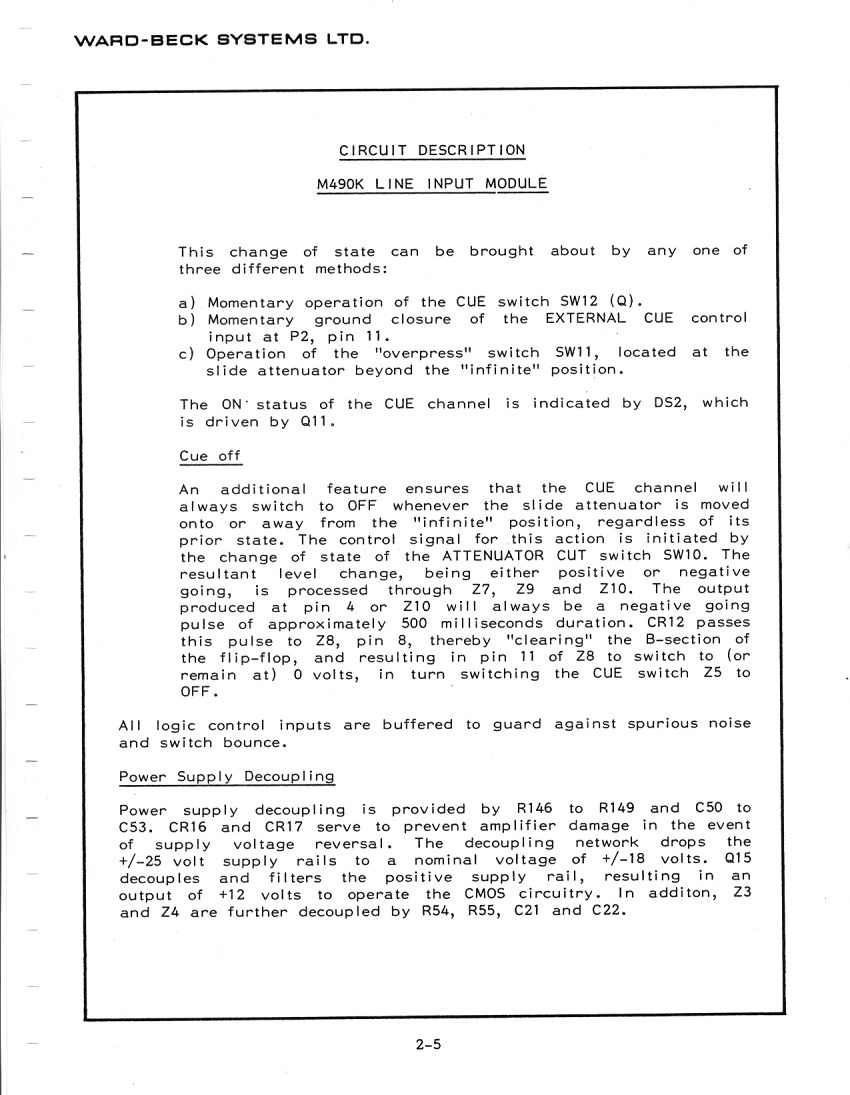 WARD-BECK SYSTEMS LTD.
CIRCUIT DESCRIPTION
M490K LINE INPUT MODULE
This change of state can be brought about by any one of
three different methods:
a) Momentary operation of the CUE switch SW12 (Q).
b) Momentary ground closure of the EXTERNAL CUE control
input at P2, pin 11.
c) Operation of the "overpress" switch SW11, located at the
slide attenuator beyond the "infinite" position.
The ON status of the CUE channel is indicated by DS2, which
is driven by Q11.
Cue off
An additional feature ensures that the CUE channel will
always switch to OFF whenever the slide attenuator is moved
onto or away from the "infinite" position, regardless of its
prior state. The control signal for this action is initiated by
the change of state of the ATTENUATOR CUT switch SW10. The
resultant level change, being either positive or negative
going, is processed through Z7, Z9 and Z10. The output
produced at pin 4 or Z10 will always be a negative going
pulse of approximately 500 milliseconds duration. CR12 passes
this pulse to Z8, pin 8, thereby "clearing" the B-section of
the flip-flop, and resulting in pin 11 of Z8 to switch to (or
remain at) 0 volts, in turn switching the CUE switch Z5 to
OFF.
All logic control inputs are buffered to guard against spurious noise
and switch bounce.
Power Supply Decoupling
Power supply decoupling is provided by R146 to R149 and C50 to
C53. CR16 and CR17 serve to prevent amplifier damage in the event
of supply voltage reversal. The decoupling network drops the
+/-25 volt supply rails to a nominal voltage of +/-18 volts. Q15
decouples and filters the positive supply rail, resulting in an
output of +12 volts to operate the CMOS circuitry. In additon, Z3
and Z4 are further decoupled by R54, R55, C21 and C22.
2-5